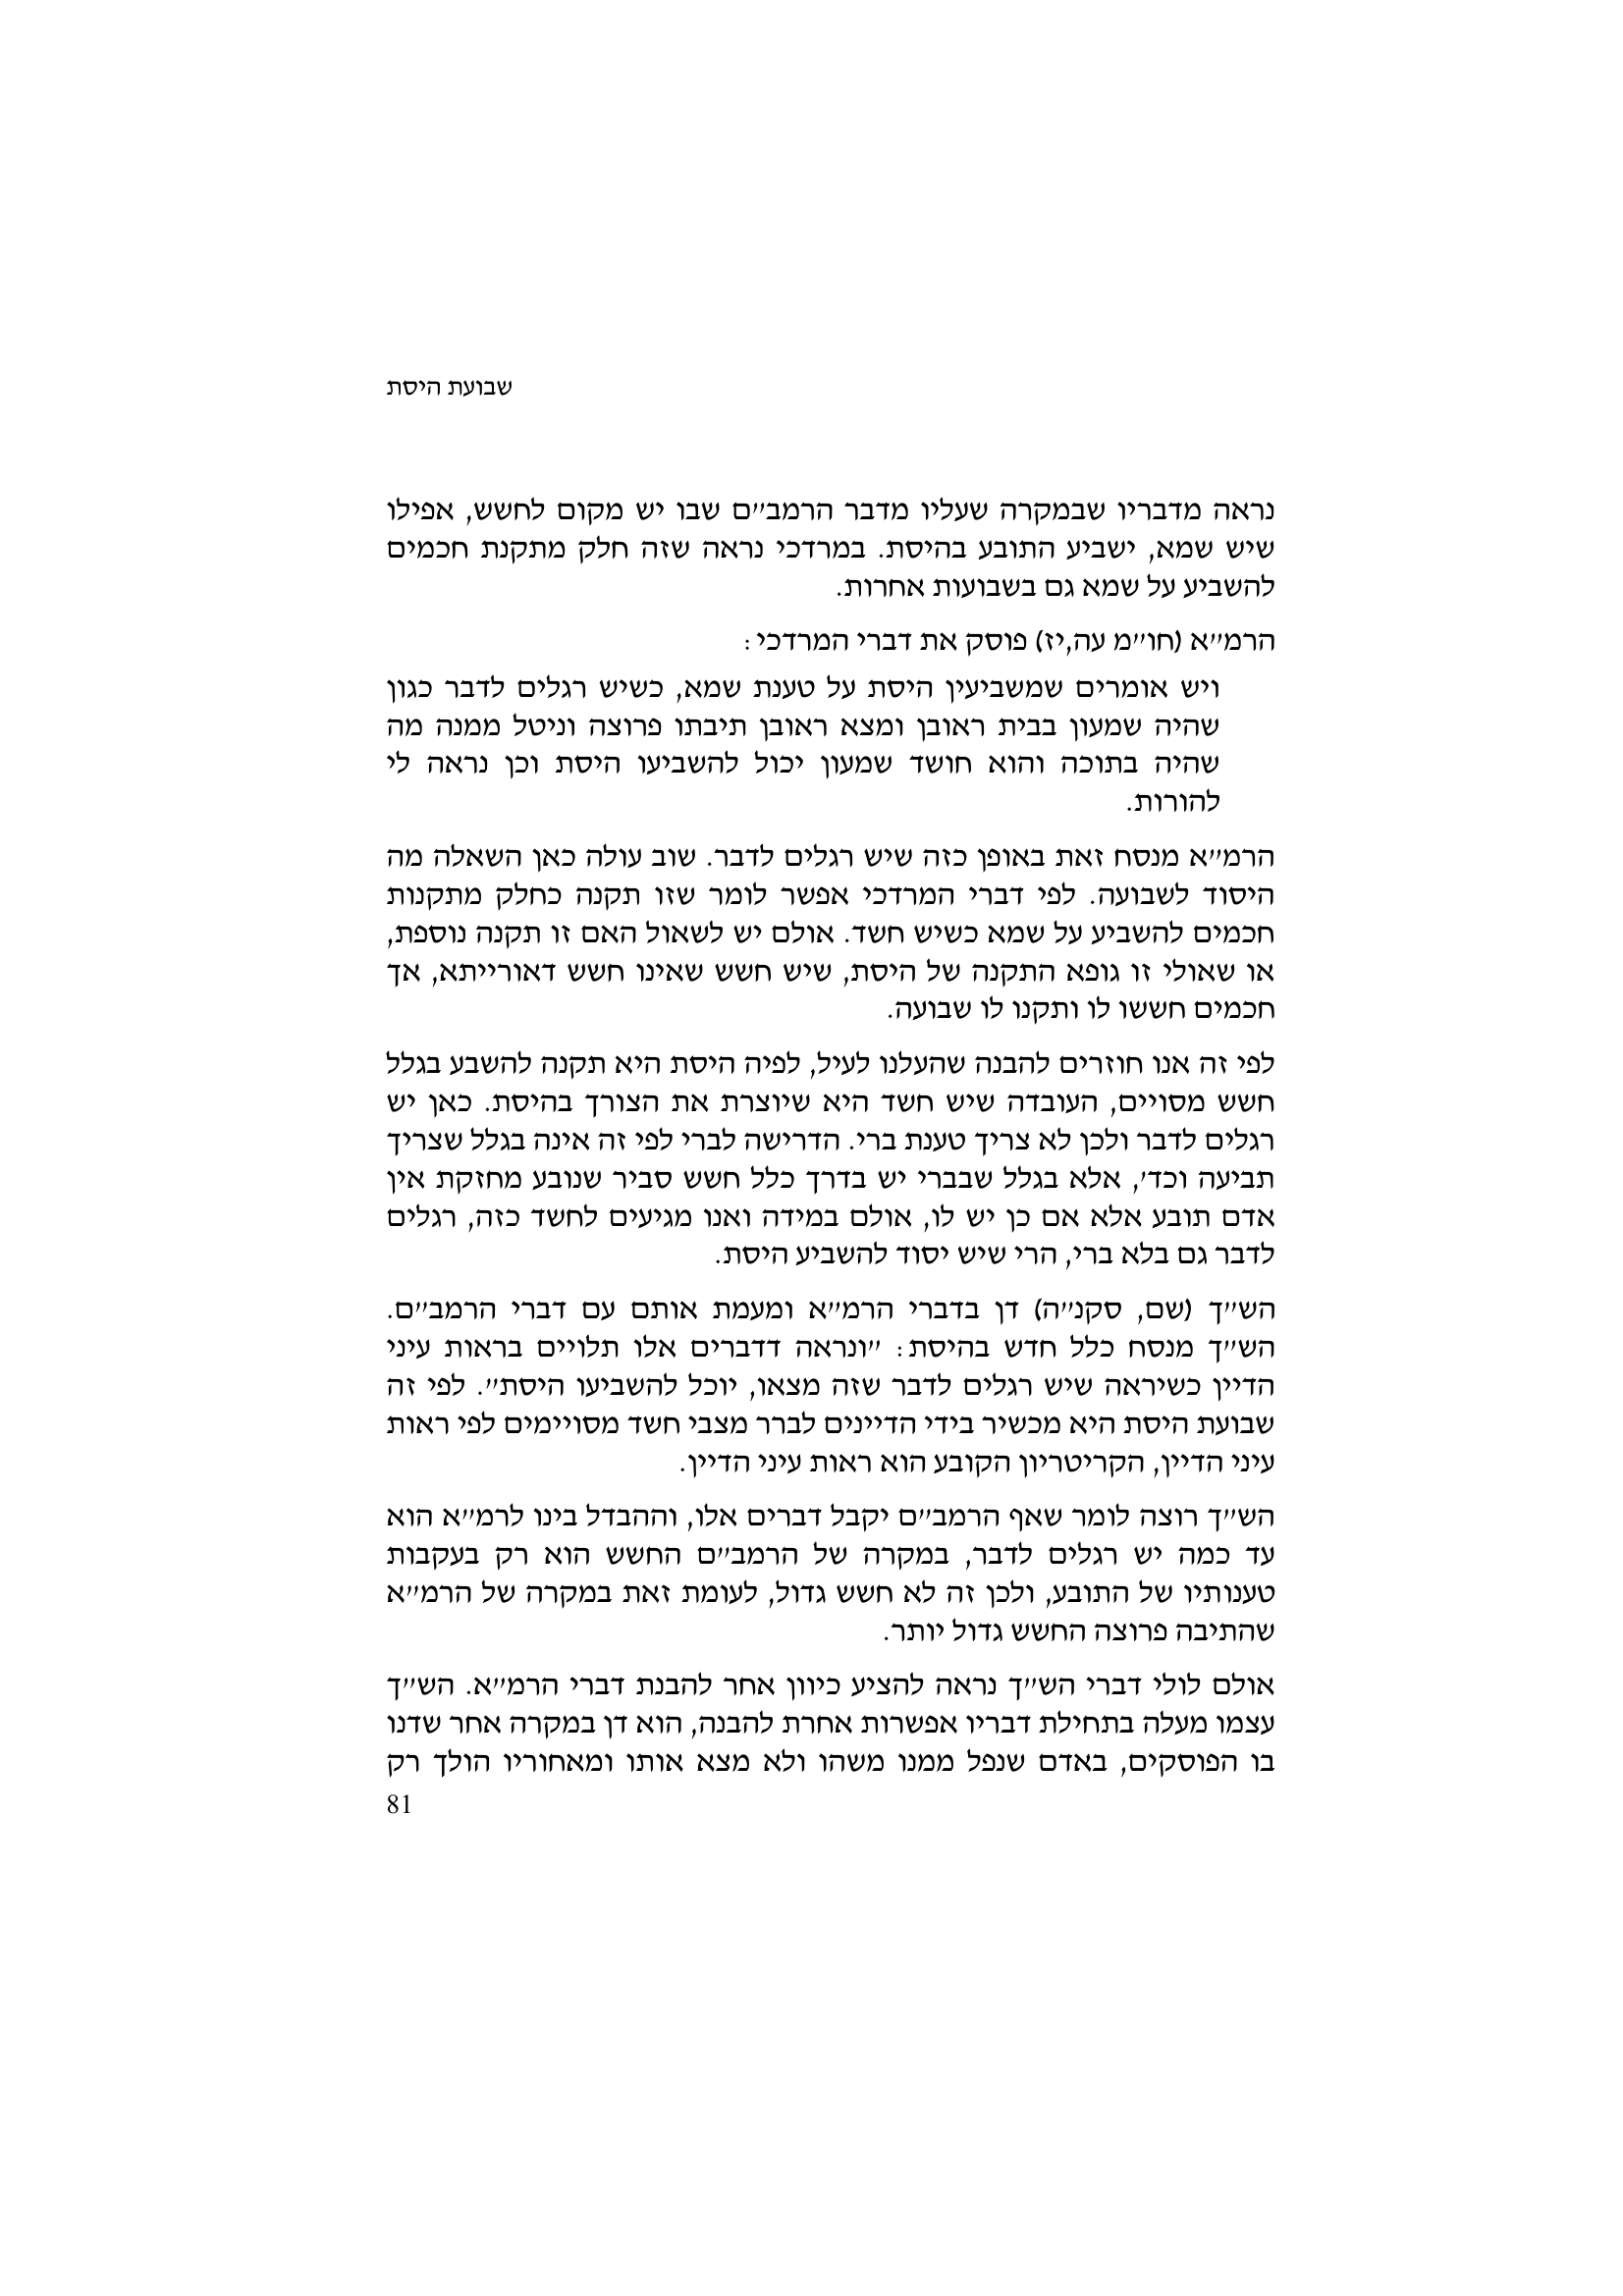 שבועת היסת
נראה מדבריו שבמקרה שעליו מדבר הרמב״ם שבו יש מקום לחשש, אפילו
שיש שמא, ישביע התובע בהיסת. במרדכי נראה שזה חלק מתקנת חכמים
להשביע על שמא גם בשבועות אחרות.
הרמ״א (חו״מ עה,יז) פוסק את דברי המרדכי:
ויש אומרים שמשביעין היסת על טענת שמא, כשיש רגלים לדבר כגון
שהיה שמעון בבית ראובן ומצא ראובן תיבתו פרוצה וניטל ממנה מה
שהיה בתוכה והוא חושד שמעון יכול להשביעו היסת וכן נראה לי
להורות.
הרמ״א מנסח זאת באופן כזה שיש רגלים לדבר. שוב עולה כאן השאלה מה
היסוד לשבועה. לפי דברי המרדכי אפשר לומר שזו תקנה כחלק מתקנות
חכמים להשביע על שמא כשיש חשד. אולם יש לשאול האם זו תקנה נוספת,
או שאולי זו גופא התקנה של היסת, שיש חשש שאינו חשש דאורייתא, אך
חכמים חששו לו ותקנו לו שבועה.
לפי זה אנו חוזרים להבנה שהעלנו לעיל, לפיה היסת היא תקנה להשבע בגלל
חשש מסויים, העובדה שיש חשד היא שיוצרת את הצורך בהיסת. כאן יש
רגלים לדבר ולכן לא צריך טענת ברי. הדרישה לברי לפי זה אינה בגלל שצריך
תביעה וכד׳, אלא בגלל שבברי יש בדרך כלל חשש סביר שנובע מחזקת אין
אדם תובע אלא אם כן יש לו, אולם במידה ואנו מגיעים לחשד כזה, רגלים
לדבר גם בלא ברי, הרי שיש יסוד להשביע היסת.
הש״ך (שם, סקנ״ה) דן בדברי הרמ״א ומעמת אותם עם דברי הרמב״ם.
הש״ך מנסח כלל חדש בהיסת: ״ונראה דדברים אלו תלויים בראות עיני
הדיין כשיראה שיש רגלים לדבר שזה מצאו, יוכל להשביעו היסת״. לפי זה
שבועת היסת היא מכשיר בידי הדיינים לברר מצבי חשד מסויימים לפי ראות
עיני הדיין, הקריטריון הקובע הוא ראות עיני הדיין.
הש״ך רוצה לומר שאף הרמב״ם יקבל דברים אלו, וההבדל בינו לרמ״א הוא
עד כמה יש רגלים לדבר, במקרה של הרמב״ם החשש הוא רק בעקבות
טענותיו של התובע, ולכן זה לא חשש גדול, לעומת זאת במקרה של הרמ״א
שהתיבה פרוצה החשש גדול יותר.
אולם לולי דברי הש״ך נראה להציע כיוון אחר להבנת דברי הרמ״א. הש״ך
עצמו מעלה בתחילת דבריו אפשרות אחרת להבנה, הוא דן במקרה אחר שדנו
בו הפוסקים, באדם שנפל ממנו משהו ולא מצא אותו ומאחוריו הולך רק
81